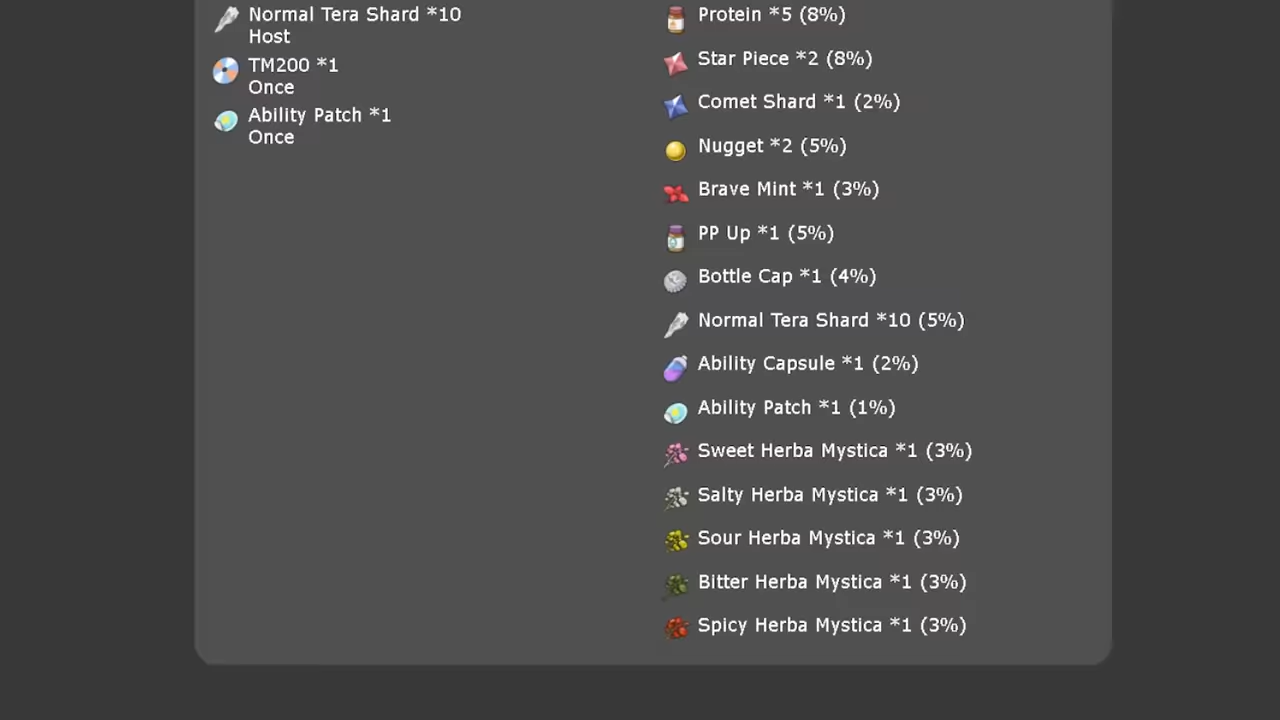 Normal Tera Shard *10
Host
TM200 *1
Once
Ability Patch *1
Once
Protein *5 (8%)
Star Piece *2 (8%)
Comet Shard *1 (2%)
Nugget *2 (5%)
Brave Mint *1 (3%)
PP Up *1 (5%)
Bottle Cap *1 (4%)
Normal Tera Shard *10 (5%)
Ability Capsule *1 (2%)
Ability Patch *1 (1%)
Sweet Herba Mystica *1 (3%)
Salty Herba Mystica *1 (3%)
Sour Herba Mystica *1 (3%)
Bitter Herba Mystica *1 (3%)
Spicy Herba Mystica *1 (3%)